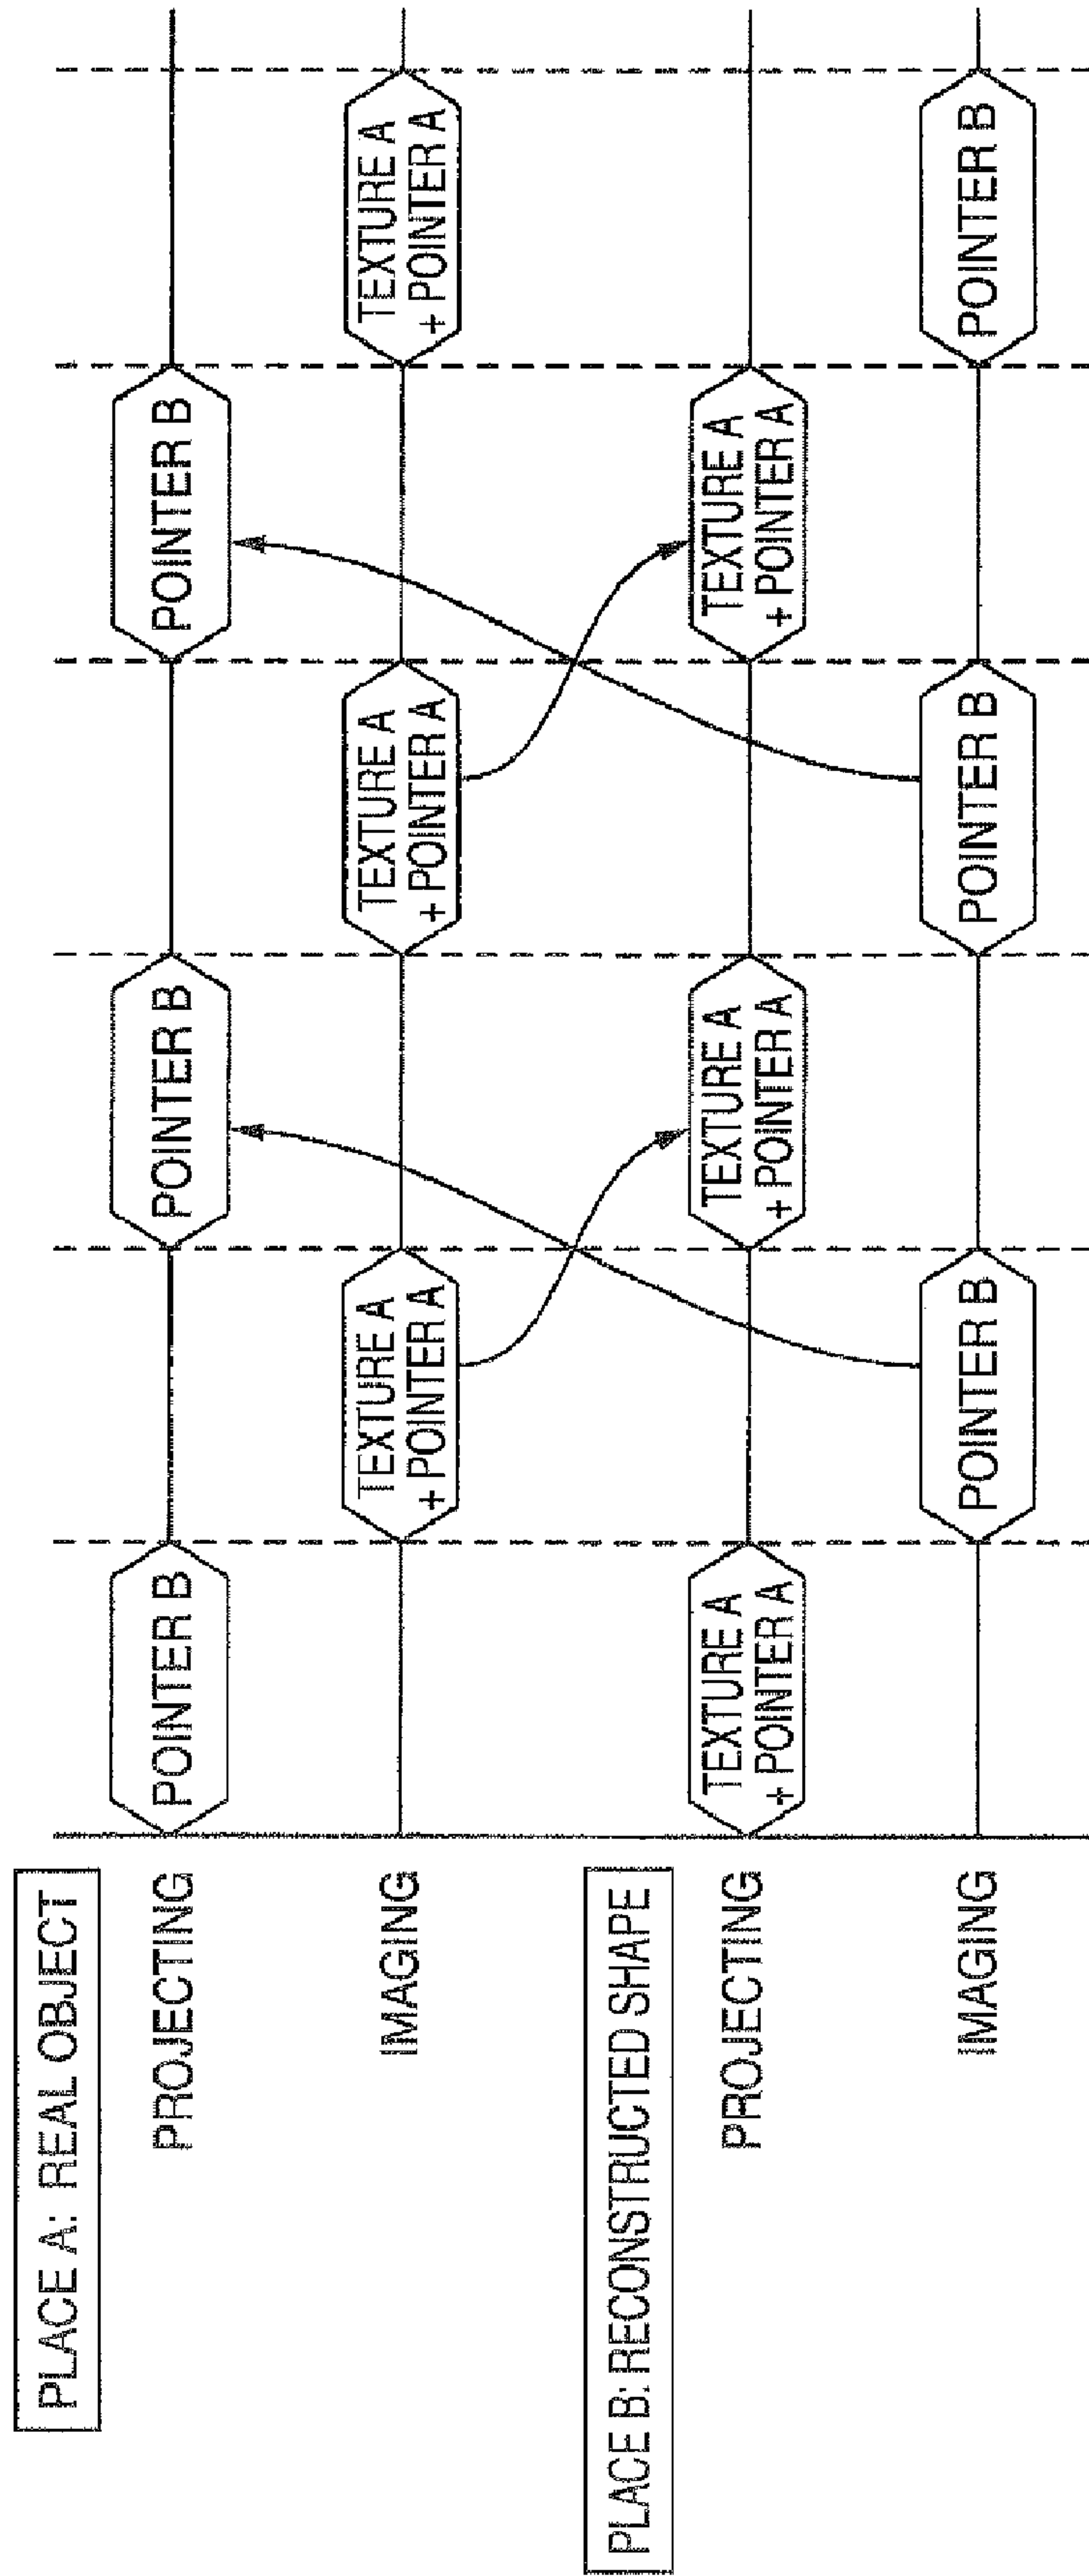 PLACE A: REAL OBJECT
PROJECTING
POINTER B
POINTER B
POINTER B
IMAGING
TEXTURE A
+ POINTER A
TEXTURE A
+ POINTER A
TEXTURE A
+ POINTER A
PLACE B: RECONSTRUCTED SHAPE
PROJECTING
TEXTURE A
+ POINTER A
TEXTURE A
+ POINTER A
TEXTURE A
+ POINTER A
IMAGING
POINTER B
POINTER B
POINTER B